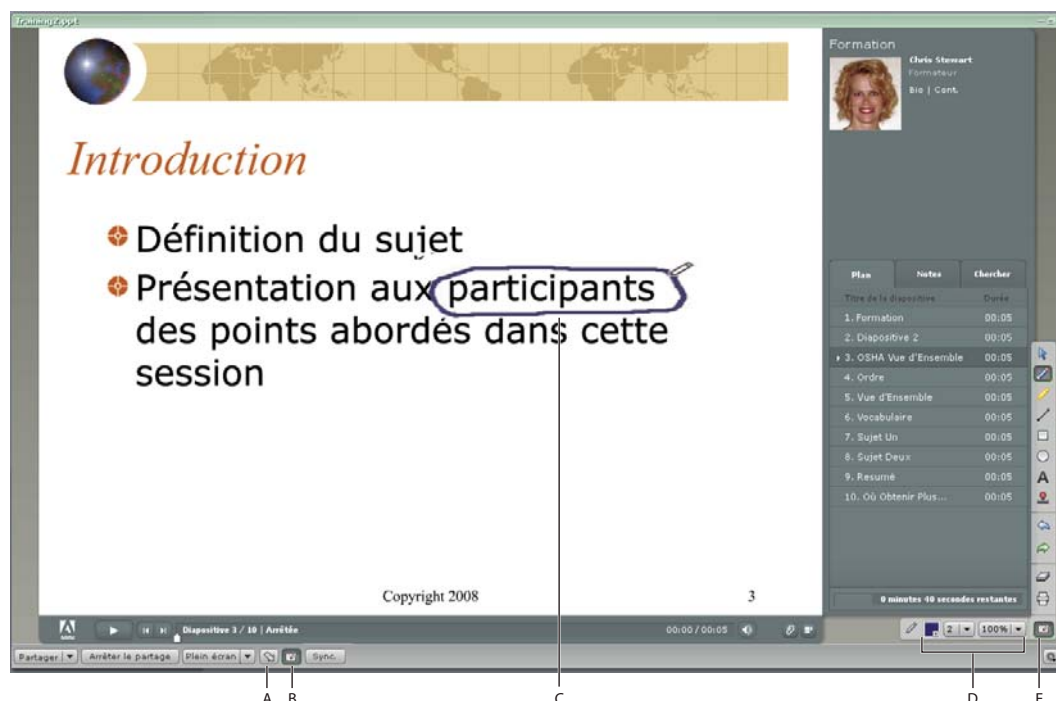 Training2.ppt
Introduction
Définition du sujet
Présentation aux participants
des points abordés dans cette
session
Copyright 2008
3
Formation
Chris Stewart
Formateur
Bio | Cont.
Plan Notes Chercher
Titre de la diapositive Durée
1. Formation 00:05
2. Diapositive 2 00:05
3. OSHA Vue d'Ensemble 00:05
4. Ordre 00:05
5. Vue d'Ensemble 00:05
6. Vocabulaire 00:05
7. Sujet Un 00:05
8. Sujet Deux 00:05
9. Resumé 00:05
10. Où Obtenir Plus... 00:05
0 minutes 40 secondes restantes
A
Diapositive 3 / 10 | Arrêtée
00:00 / 00:05
2 100%
Partager Arrêter le partage Plein écran Sync.
A B C D E